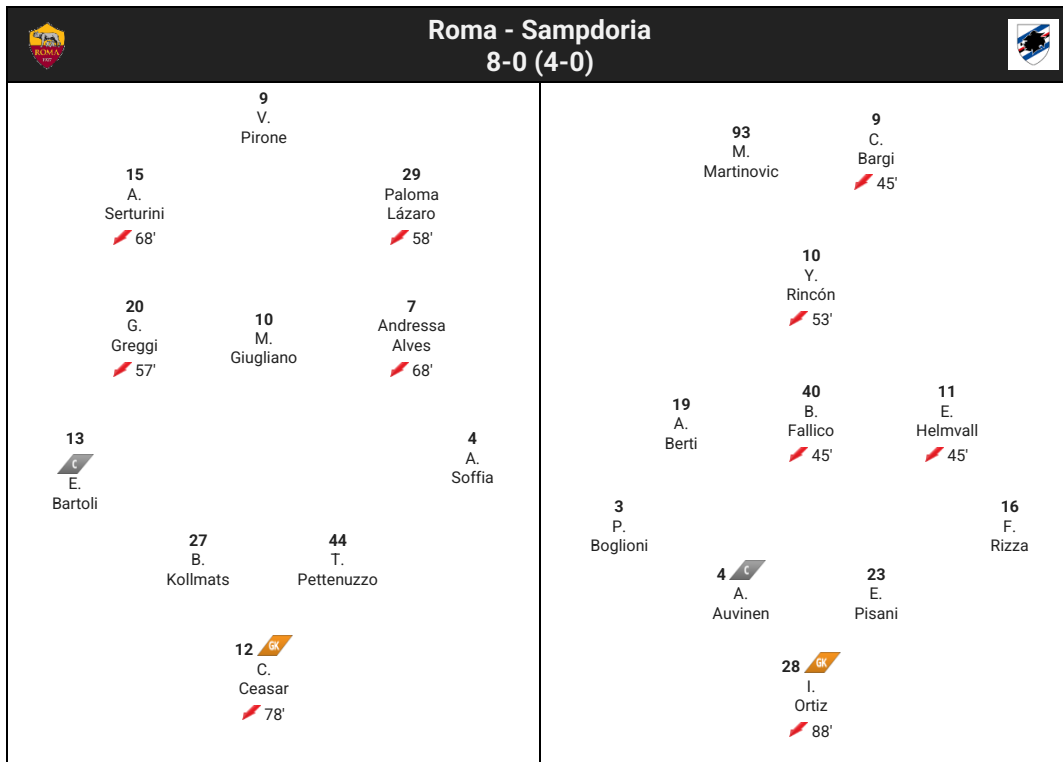 Roma - Sampdoria
8-0 (4-0)
ROMA
1927
9
V.
Pirone
15
A.
Serturini
68'
29
Paloma
Lázaro
58'
20
G.
Greggi
57'
10
M.
Giugliano
7
Andressa
Alves
68'
13
C
E.
Bartoli
4
A.
Soffia
27
B.
Kollmats
44
T.
Pettenuzzo
12 GK
C.
Ceasar
78'
93
M.
Martinovic
9
C.
Bargi
45'
10
Y.
Rincón
53'
19
A.
Berti
40
B.
Fallico
45'
11
E.
Helmvall
45'
3
P.
Boglioni
16
F.
Rizza
4 C
A.
Auvinen
23
E.
Pisani
28 GK
I.
Ortiz
88'